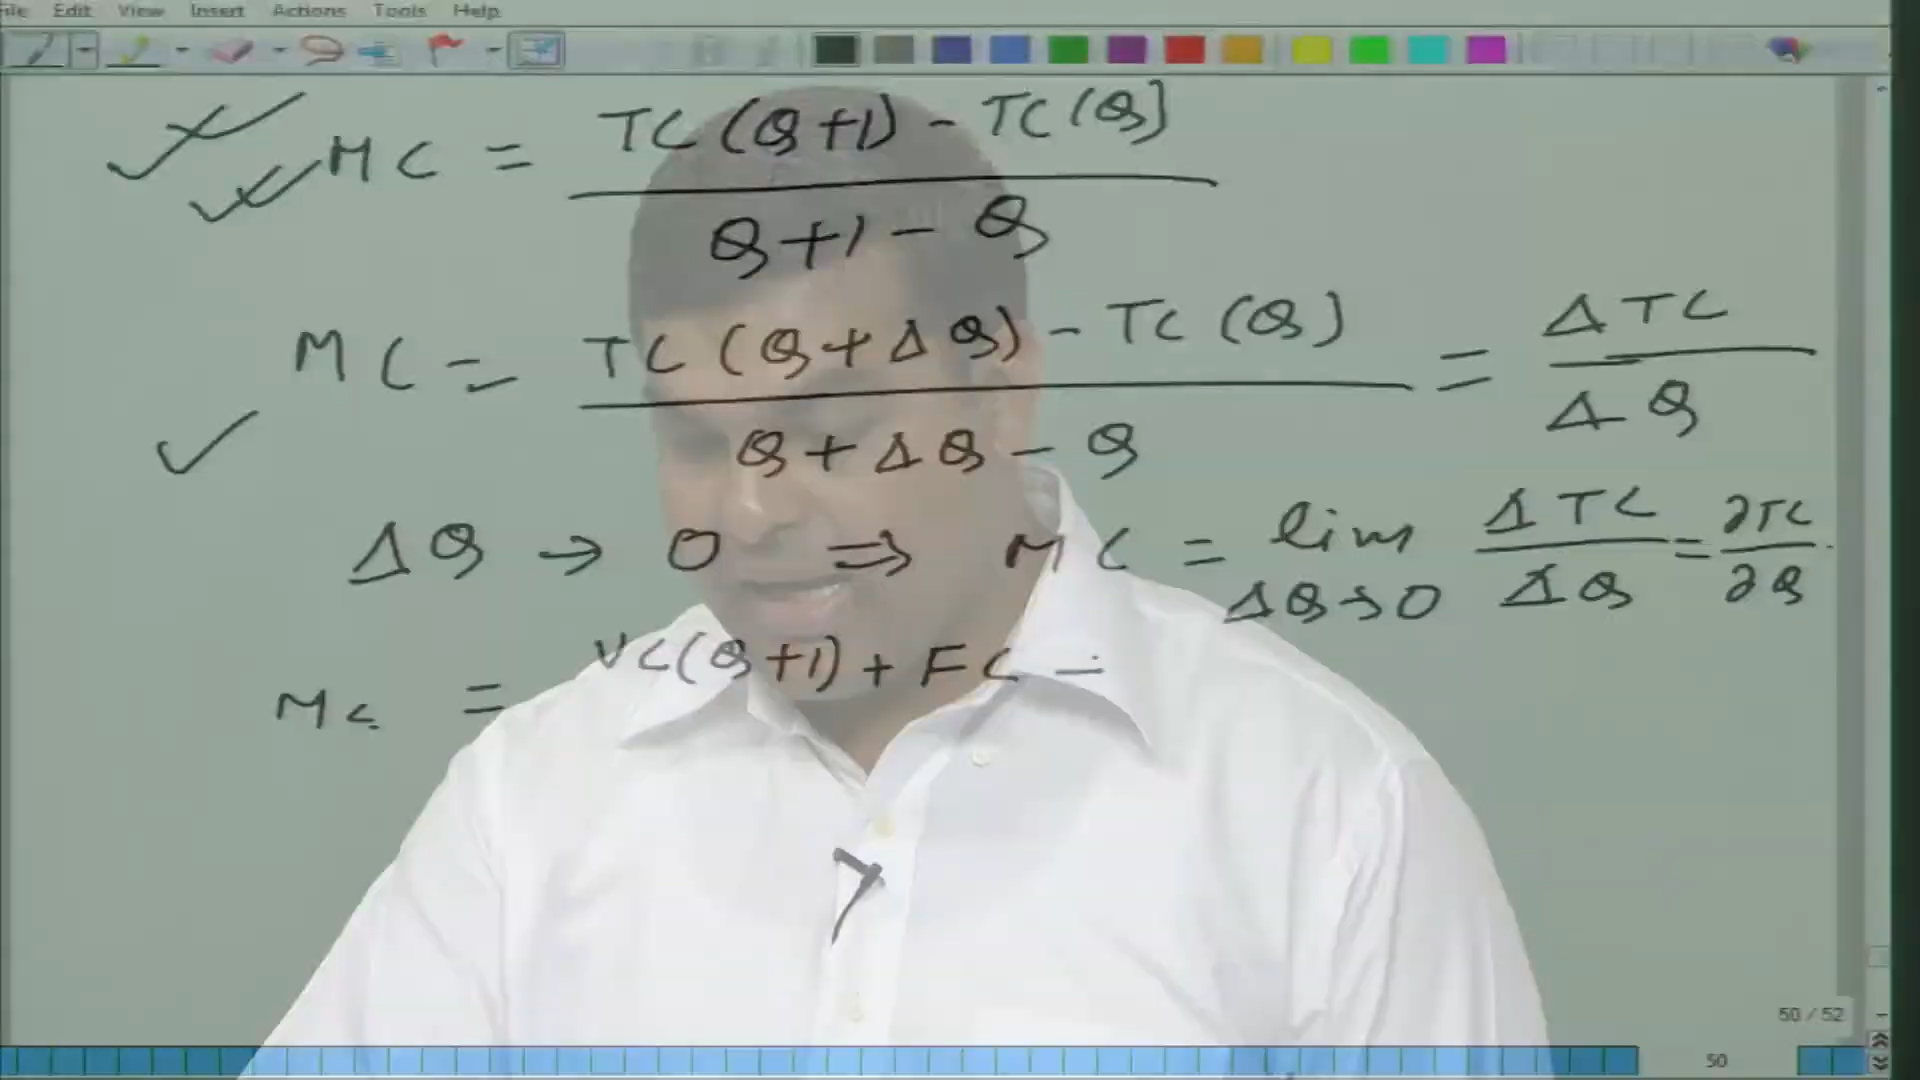 File Edit View Insert Actions Tools Help
MC = TC(Q+1) - TC(Q)
Q+1 - Q
MC = TC(Q+ΔQ) - TC(Q) = ΔTC
Q+ΔQ - Q ΔQ
ΔQ → 0 ⇒ MC = lim ΔTC = ∂TC
ΔQ→0 ΔQ ∂Q
VC(Q+1) + FC -
MC =
50 / 52
50